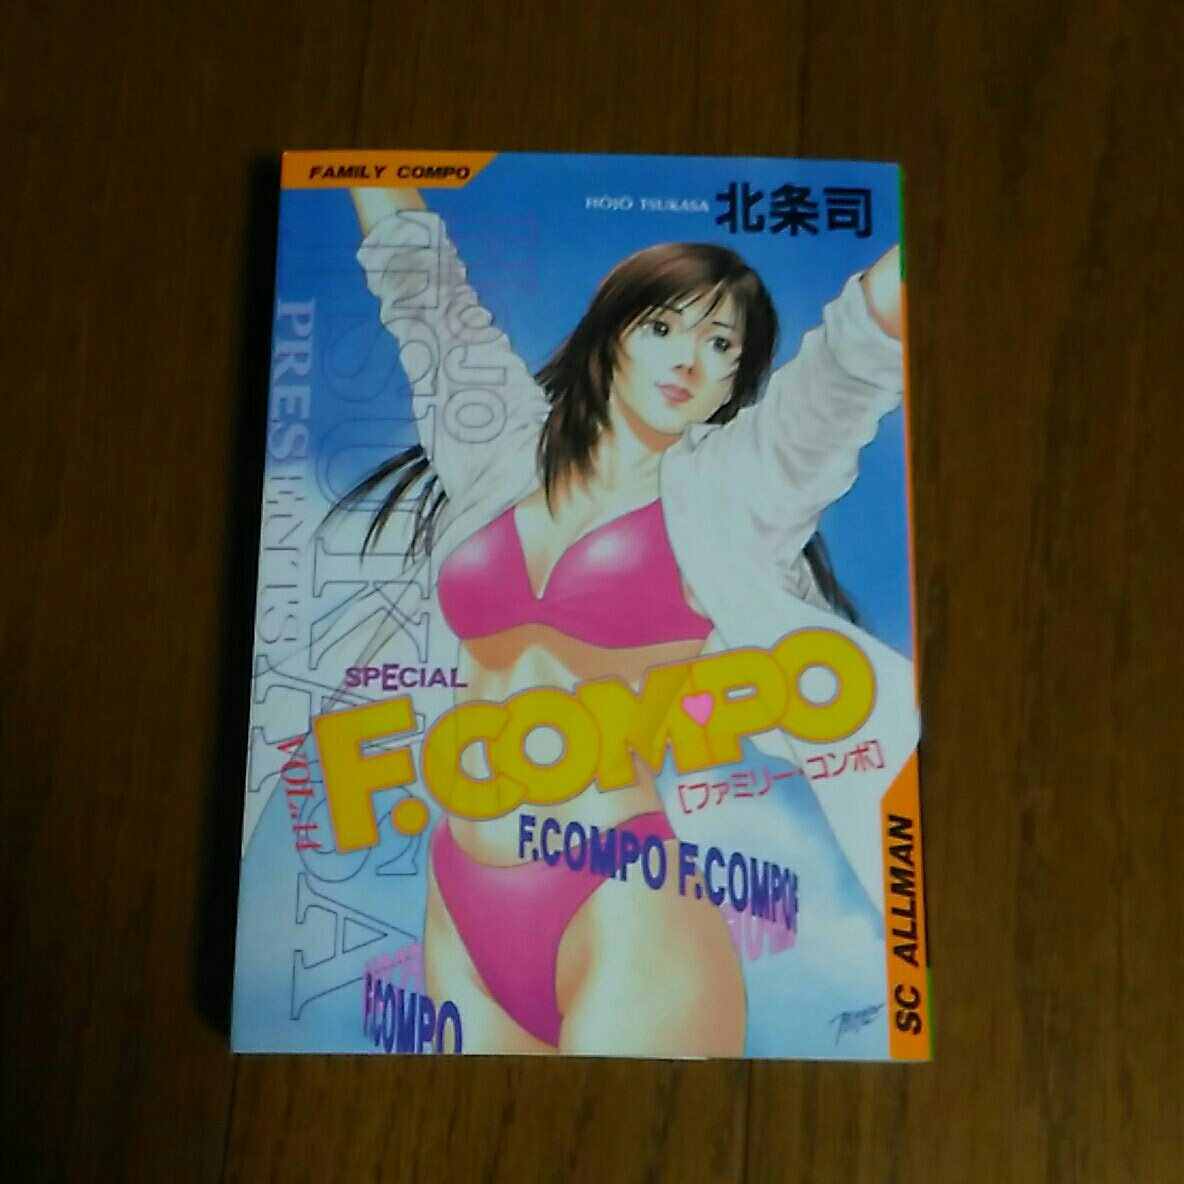 FAMILY COMPO
HŌJŌ TSUKASA 北条司
HOJO
TSUKASA
PRESENTS
VOL.14
SPECIAL
F.COMPO
[ファミリー・コンポ]
F.COMPO F.COMPO
F.COMPO
SC ALLMAN